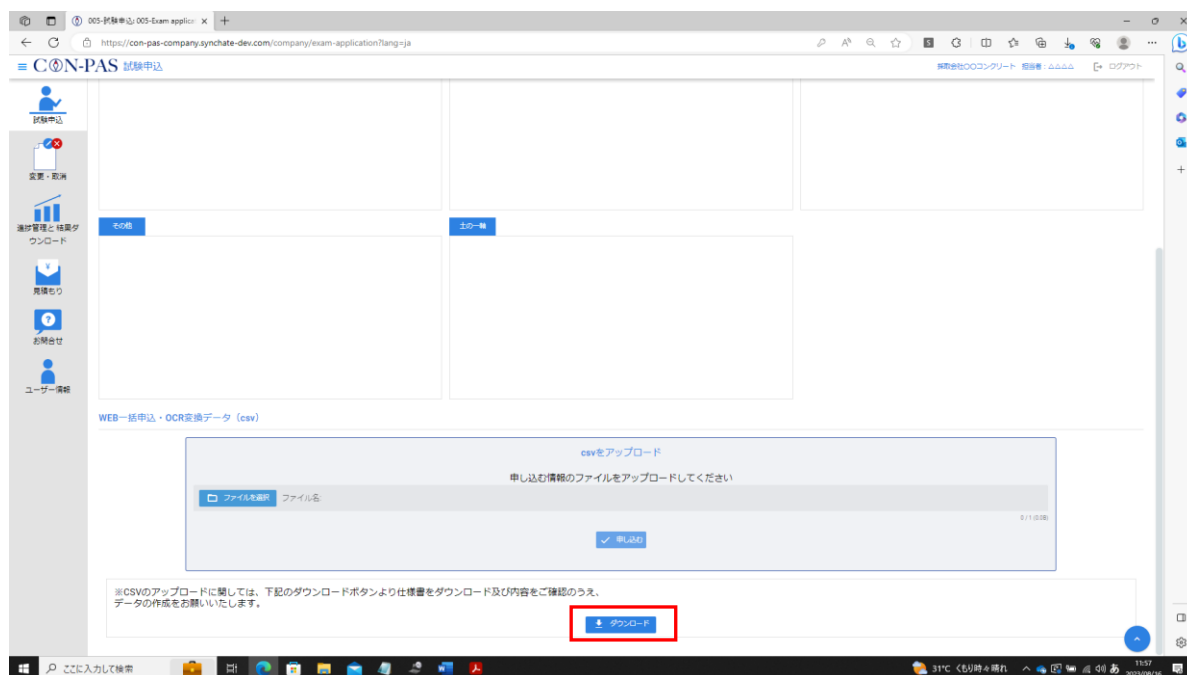 005-試験申込| 005-Exam applica
https://con-pas-company.synchate-dev.com/company/exam-application?lang=ja
CON-PAS 試験申込
採取会社〇〇コンクリート 担当者：△△△△
ログアウト
試験申込
変更・取消
進捗管理と結果ダ
ウンロード
見積もり
お問合せ
ユーザー情報
その他
土の一軸
WEB一括申込・OCR変換データ（csv）
csvをアップロード
申し込む情報のファイルをアップロードしてください
ファイルを選択 ファイル名:
0 / 1 (0.0B)
申し込む
※CSVのアップロードに関しては、下記のダウンロードボタンより仕様書をダウンロード及び内容をご確認のうえ、
データの作成をお願いいたします。
ダウンロード
ここに入力して検索
31°C くもり時々晴れ
あ
11:57
2023/08/16